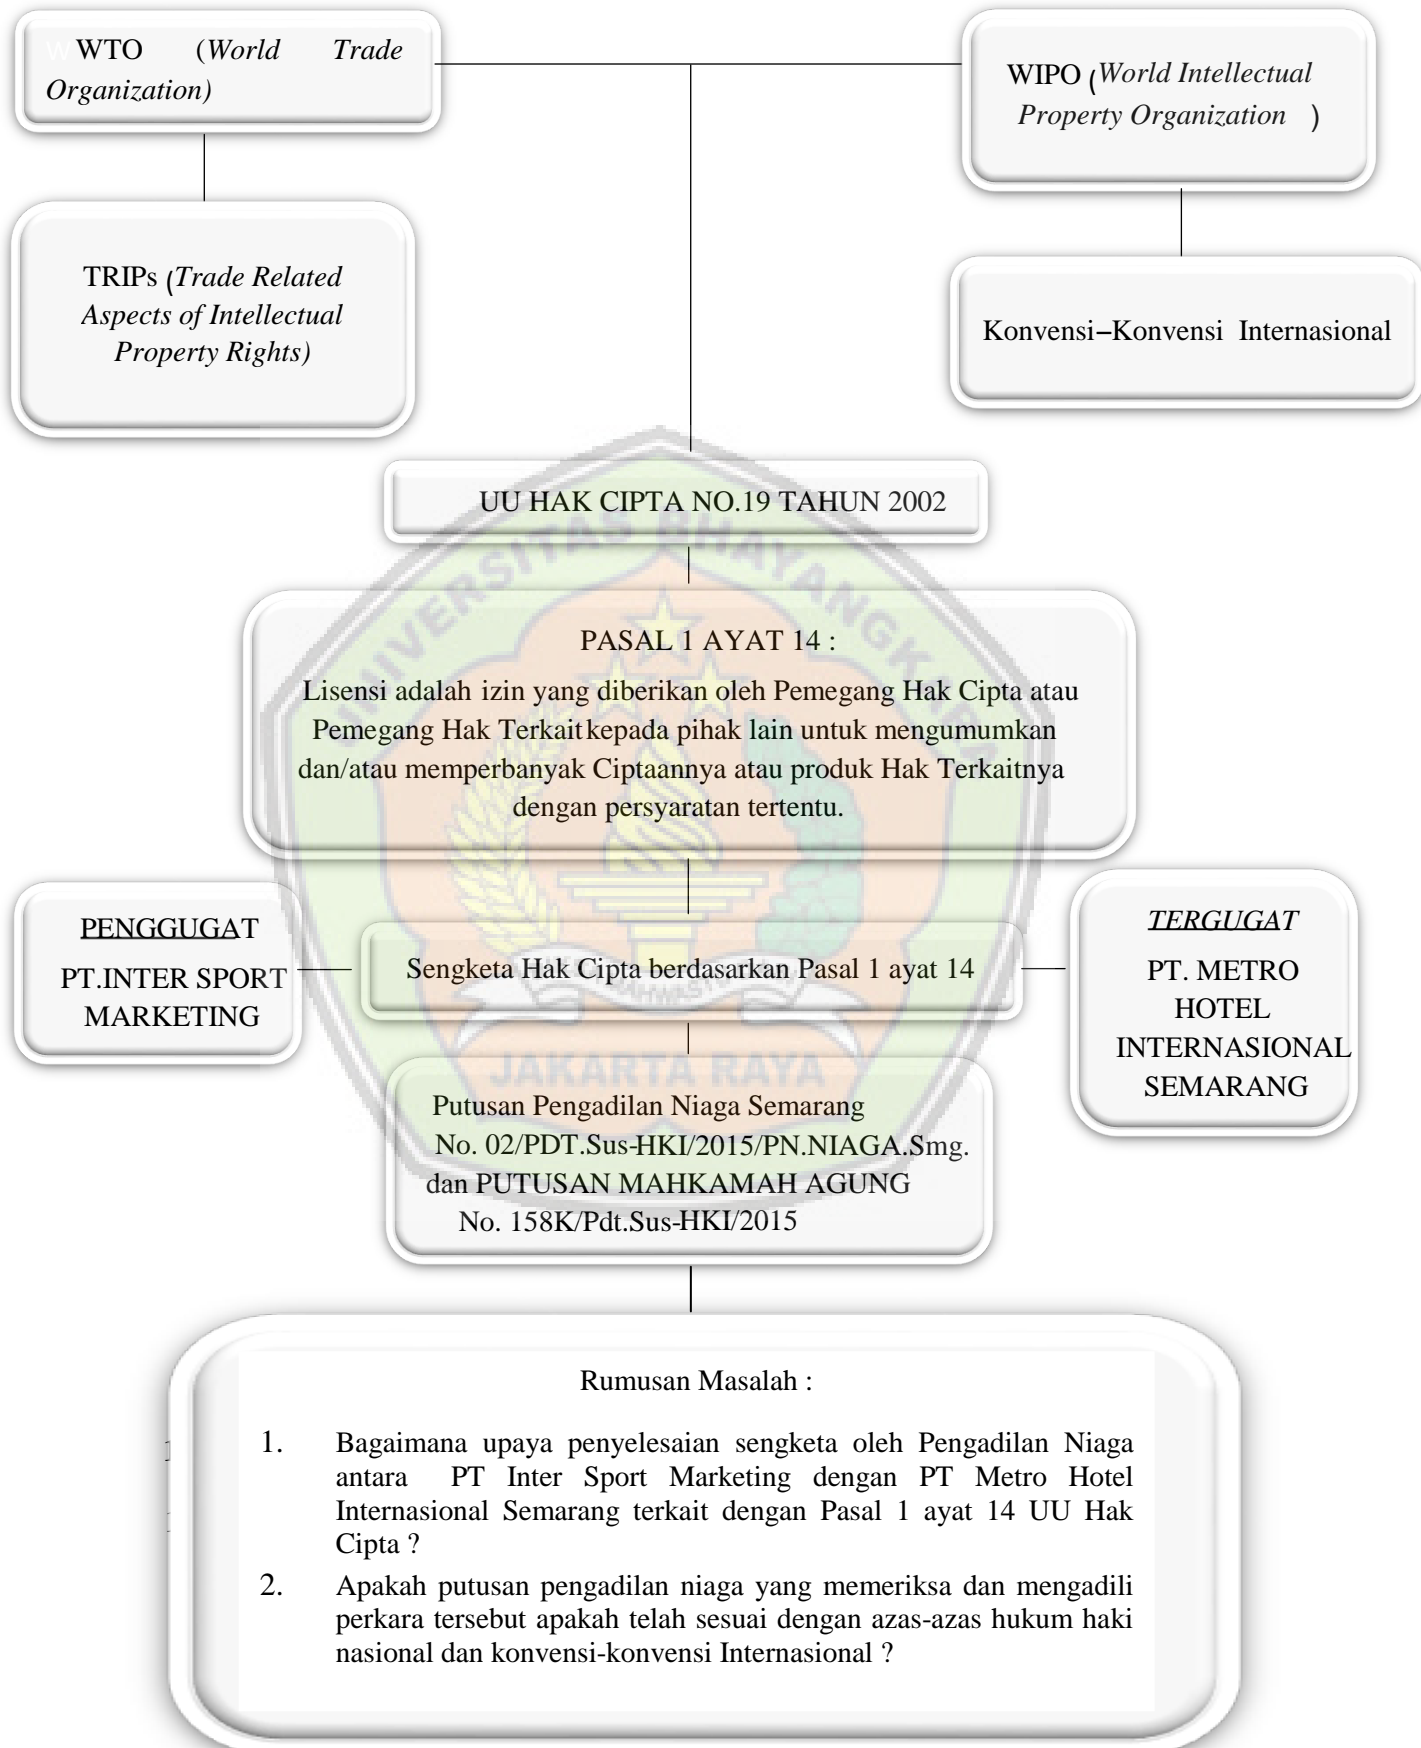 WWTO (World Trade
Organization)
WIPO (World Intellectual
Property Organization )
TRIPs (Trade Related
Aspects of Intellectual
Property Rights)
Konvensi–Konvensi Internasional
UU HAK CIPTA NO.19 TAHUN 2002
UNIVERSITAS BHAYANGKARA
JAKARTA RAYA
PASAL 1 AYAT 14 :
Lisensi adalah izin yang diberikan oleh Pemegang Hak Cipta atau
Pemegang Hak Terkait kepada pihak lain untuk mengumumkan
dan/atau memperbanyak Ciptaannya atau produk Hak Terkaitnya
dengan persyaratan tertentu.
PENGGUGAT
PT.INTER SPORT
MARKETING
Sengketa Hak Cipta berdasarkan Pasal 1 ayat 14
TERGUGAT
PT. METRO
HOTEL
INTERNASIONAL
SEMARANG
Putusan Pengadilan Niaga Semarang
No. 02/PDT.Sus-HKI/2015/PN.NIAGA.Smg.
dan PUTUSAN MAHKAMAH AGUNG
No. 158K/Pdt.Sus-HKI/2015
Rumusan Masalah :
1. Bagaimana upaya penyelesaian sengketa oleh Pengadilan Niaga
antara PT Inter Sport Marketing dengan PT Metro Hotel
Internasional Semarang terkait dengan Pasal 1 ayat 14 UU Hak
Cipta ?
2. Apakah putusan pengadilan niaga yang memeriksa dan mengadili
perkara tersebut apakah telah sesuai dengan azas-azas hukum haki
nasional dan konvensi-konvensi Internasional ?